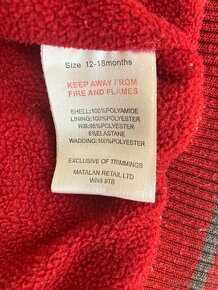 Size 12-18months
KEEP AWAY FROM
FIRE AND FLAMES
SHELL:100%POLYAMIDE
LINING:100%POLYESTER
RIB:95%POLYESTER
5%ELASTANE
WADDING:100%POLYESTER
EXCLUSIVE OF TRIMMINGS
MATALAN RETAIL LTD
WN8 9TB